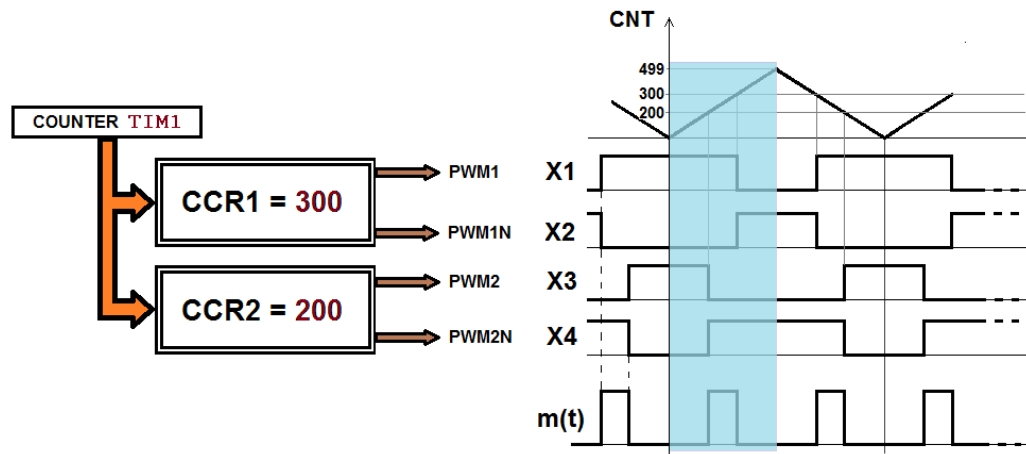 COUNTER TIM1
CCR1 = 300
PWM1
PWM1N
CCR2 = 200
PWM2
PWM2N
CNT
499
300
200
X1
X2
X3
X4
m(t)